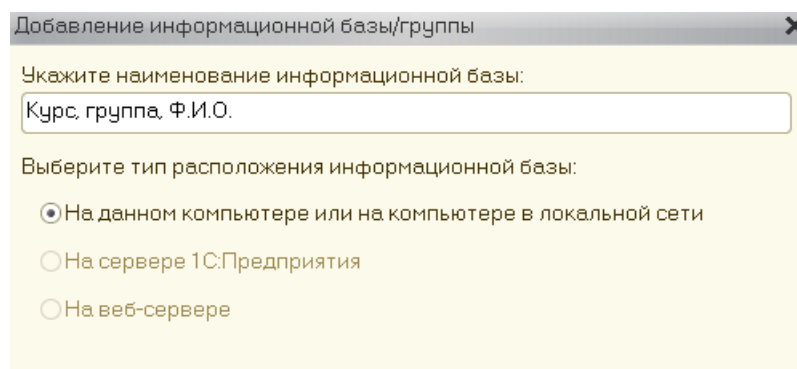 Добавление информационной базы/группы
Укажите наименование информационной базы:
Курс, группа, Ф.И.О.
Выберите тип расположения информационной базы:
На данном компьютере или на компьютере в локальной сети
На сервере 1С:Предприятия
На веб-сервере